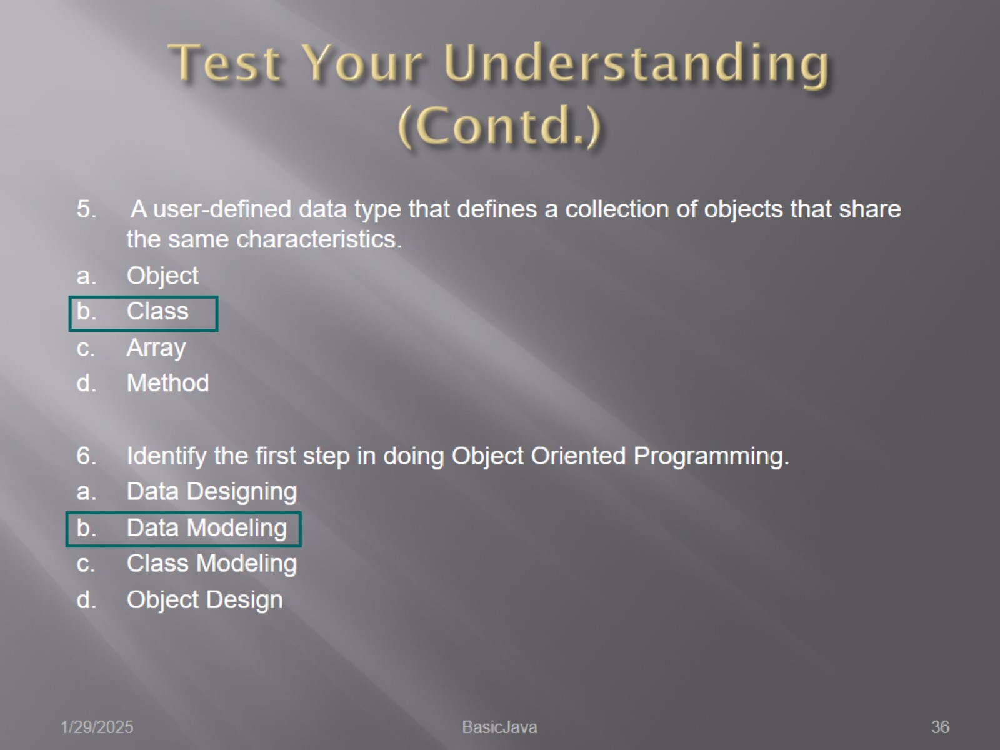 Test Your Understanding
(Contd.)
5. A user-defined data type that defines a collection of objects that share
the same characteristics.
a. Object
b. Class
c. Array
d. Method
6. Identify the first step in doing Object Oriented Programming.
a. Data Designing
b. Data Modeling
c. Class Modeling
d. Object Design
1/29/2025 BasicJava 36